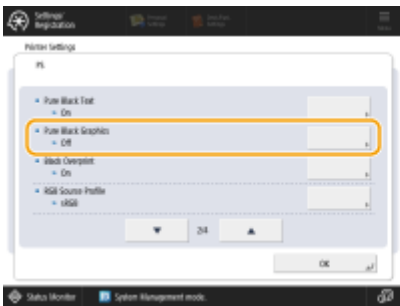 Settings/
Registration
Menu
Printer Settings
PS
Pure Black Text
On
Pure Black Graphics
Off
Black Overprint
On
RGB Source Profile
sRGB
2/4
OK
Status Monitor
System Management mode.